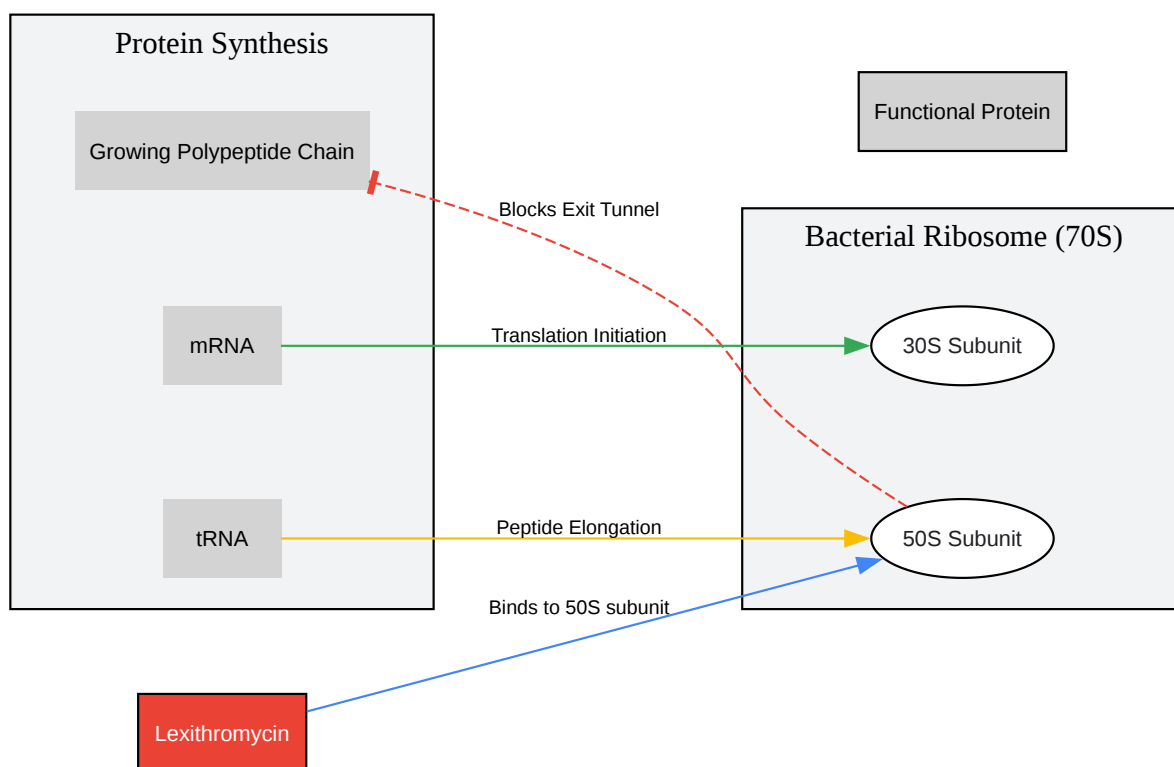 Protein Synthesis
Functional Protein
Growing Polypeptide Chain
Blocks Exit Tunnel
Bacterial Ribosome (70S)
mRNA
Translation Initiation
30S Subunit
tRNA
Peptide Elongation
50S Subunit
Binds to 50S subunit
Lexithromycin